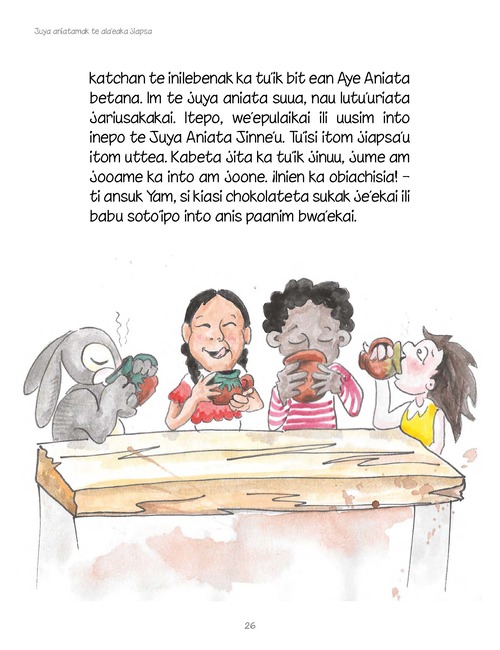 Juya aniatamak te ala'eaka jiapsa
katchan te inilebenak ka tu'ik bit ean Aye Aniata
betana. Im te juya aniata suua, nau lutu'uriata
jariusakakai. Itepo, we'epulaikai ili uusim into
inepo te Juya Aniata Jinne'u. Tu'isi itom jiapsa'u
itom uttea. Kabeta jita ka tu'ik jinuu, jume am
jooame ka into am joone. ¡Inien ka obiachisia! –
ti ansuk Yam, si kiasi chokolateta sukak je'ekai ili
babu soto'ipo into anis paanim bwa'ekai.
26